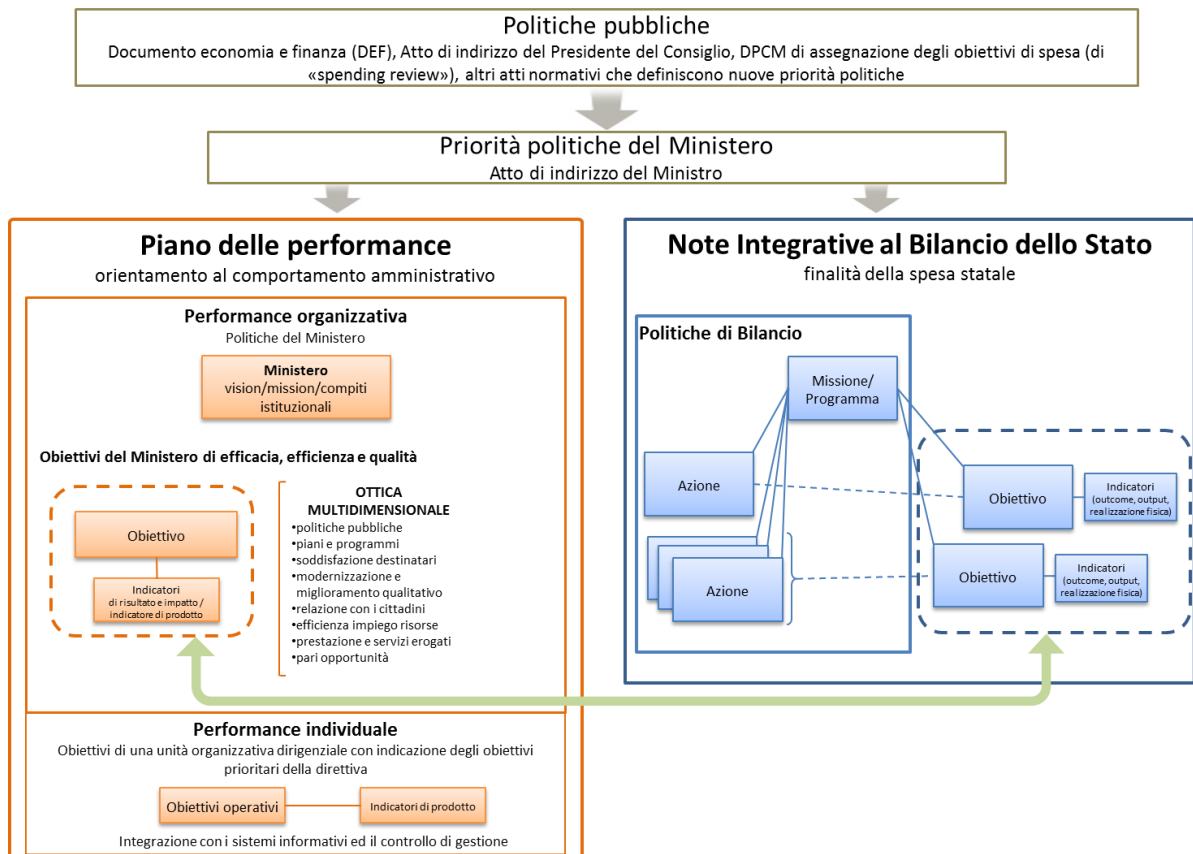 Politiche pubbliche
Documento economia e finanza (DEF), Atto di indirizzo del Presidente del Consiglio, DPCM di assegnazione degli obiettivi di spesa (di
«spending review»), altri atti normativi che definiscono nuove priorità politiche
Priorità politiche del Ministero
Atto di indirizzo del Ministro
Piano delle performance
orientamento al comportamento amministrativo
Performance organizzativa
Politiche del Ministero
Ministero
vision/mission/compiti
istituzionali
Obiettivi del Ministero di efficacia, efficienza e qualità
Obiettivo
Indicatori
di risultato e impatto /
indicatore di prodotto
OTTICA
MULTIDIMENSIONALE
•politiche pubbliche
•piani e programmi
•soddisfazione destinatari
•modernizzazione e
miglioramento qualitativo
•relazione con i cittadini
•efficienza impiego risorse
•prestazione e servizi erogati
•pari opportunità
Performance individuale
Obiettivi di una unità organizzativa dirigenziale con indicazione degli obiettivi
prioritari della direttiva
Obiettivi operativi
Indicatori di prodotto
Integrazione con i sistemi informativi ed il controllo di gestione
Note Integrative al Bilancio dello Stato
finalità della spesa statale
Politiche di Bilancio
Missione/
Programma
Azione
Obiettivo
Indicatori
(outcome, output,
realizzazione fisica)
Azione
Obiettivo
Indicatori
(outcome, output,
realizzazione fisica)